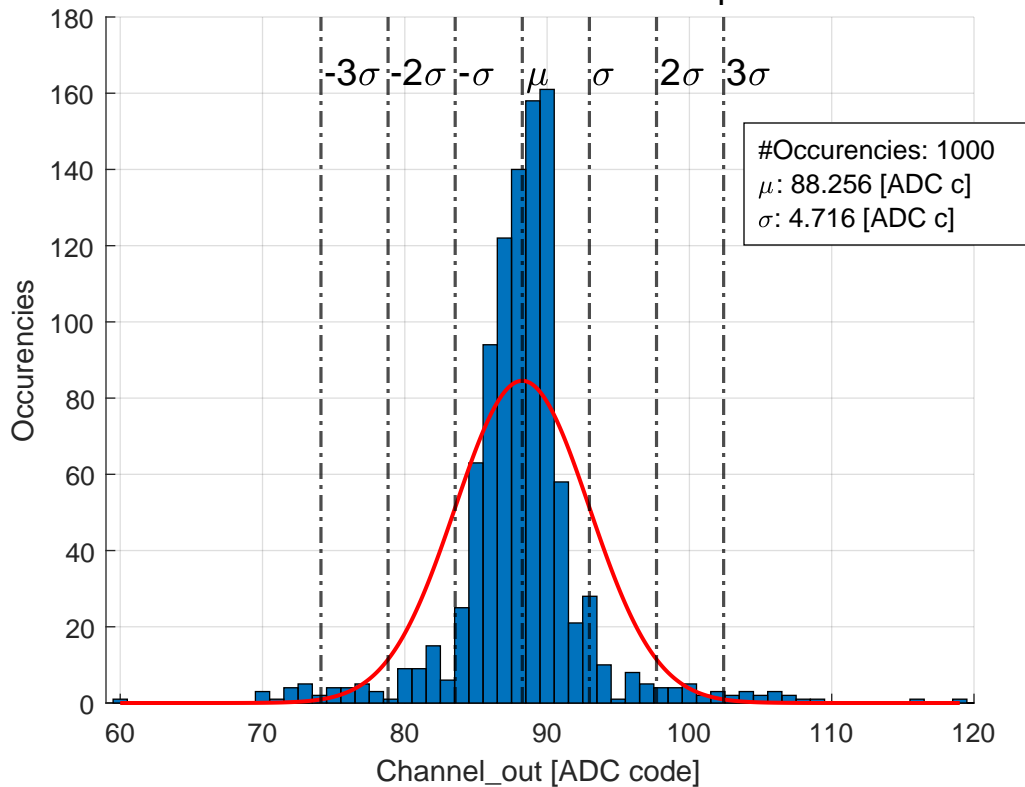 180
160
140
120
100
80
60
40
20
0
Occurencies
-3σ -2σ -σ μ σ 2σ 3σ
#Occurencies: 1000
μ: 88.256 [ADC c]
σ: 4.716 [ADC c]
60 70 80 90 100 110 120
Channel_out [ADC code]